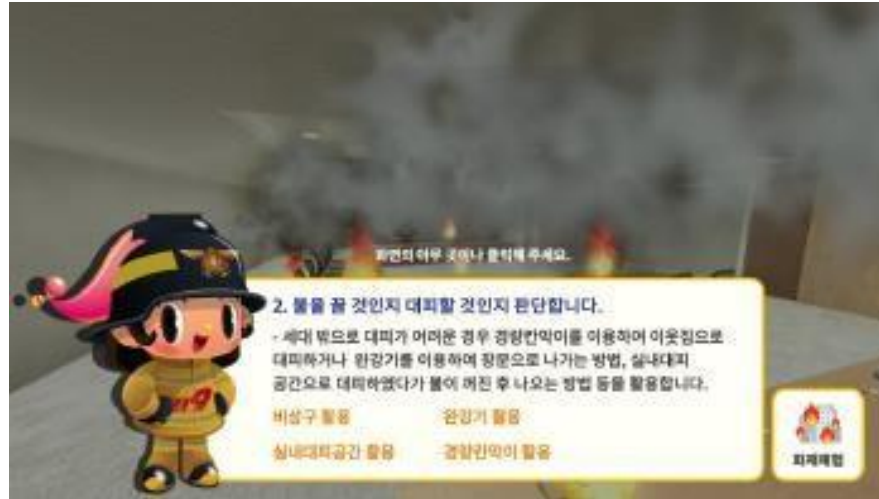 화면의 아무 곳이나 클릭해 주세요.
2. 불을 끌 것인지 대피할 것인지 판단합니다.
- 세대 밖으로 대피가 어려운 경우 경량칸막이를 이용하여 이웃집으로
대피하거나 완강기를 이용하여 창문으로 나가는 방법, 실내대피
공간으로 대피하였다가 불이 꺼진 후 나오는 방법 등을 활용합니다.
비상구 활용
완강기 활용
실내대피공간 활용
경량칸막이 활용
화재체험
119